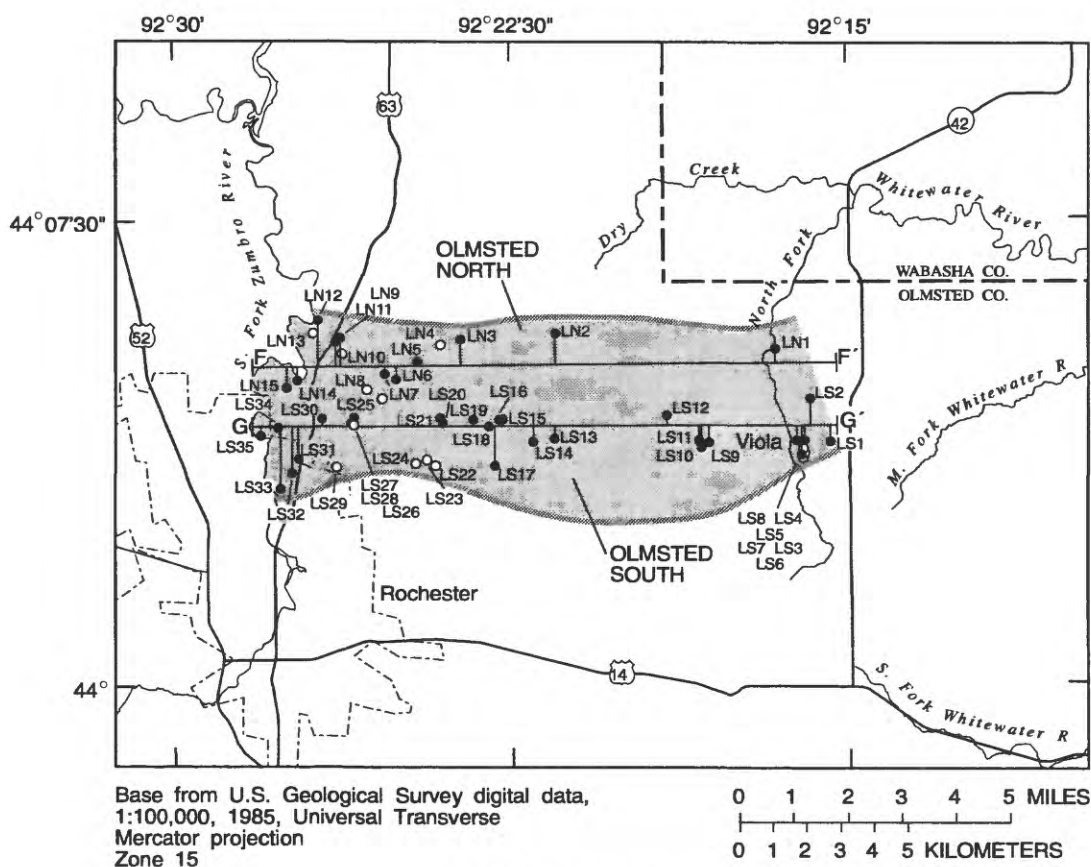 92°30' 92°22'30" 92°15'
63
42
Creek
Dry
Whitewater River
44°07'30"
S. Fork Zumbro River
OLMSTED
NORTH
North Fork
WABASHA CO.
OLMSTED CO.
LN12
LN9
LN11
LN13
LN4
LN3
LN2
LN10
LN5
LN1
52
F F'
LN15
LN14
LN8
LN7
LN6
M. Fork Whitewater R
LS34
LS30
LS25
LS20
LS16
LS2
LS12
G G'
LS21
LS19
LS15
LS18
LS35
LS13
LS14
LS11
LS10
LS9
Viola
LS1
LS31
LS24
LS22
LS23
LS17
LS33
LS32
LS29
LS27
LS28
LS26
LS8 LS4
LS5
LS7 LS3
LS6
OLMSTED
SOUTH
Rochester
14
44°
S. Fork Whitewater R
Base from U.S. Geological Survey digital data,
1:100,000, 1985, Universal Transverse
Mercator projection
Zone 15
0 1 2 3 4 5 MILES
0 1 2 3 4 5 KILOMETERS